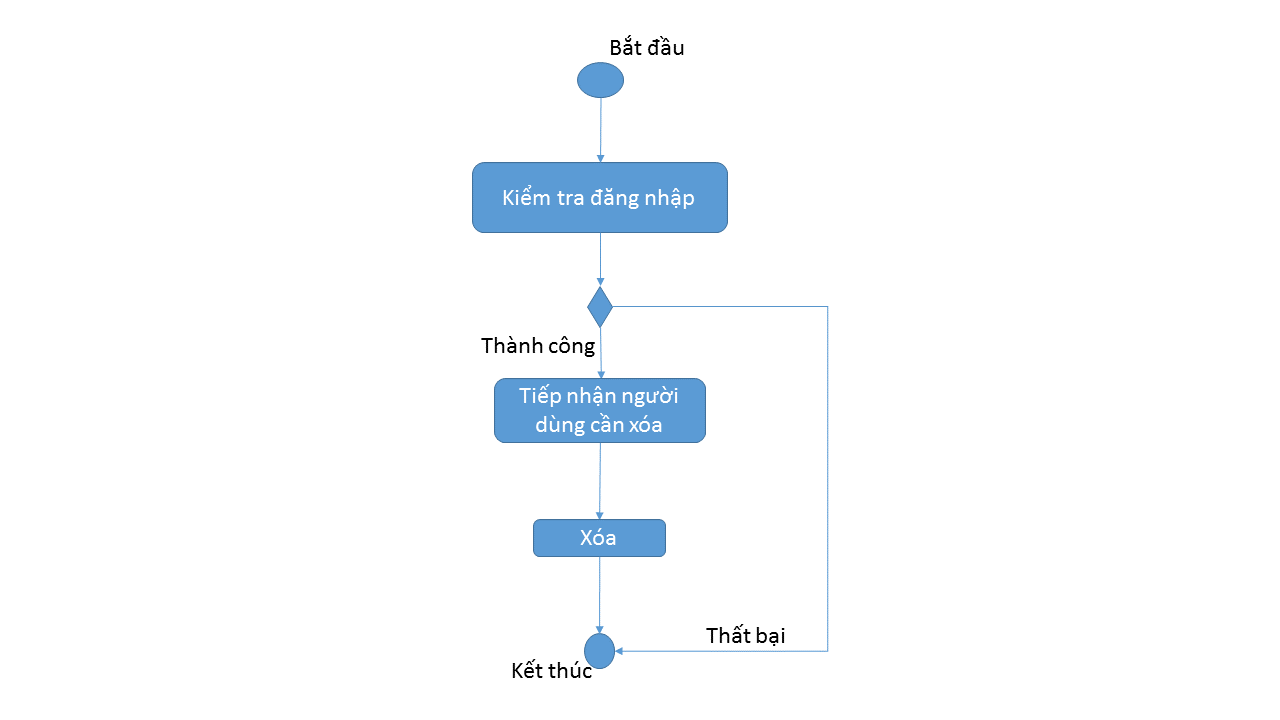 Bắt đầu
Kiểm tra đăng nhập
Thành công
Tiếp nhận người
dùng cần xóa
Xóa
Thất bại
Kết thúc